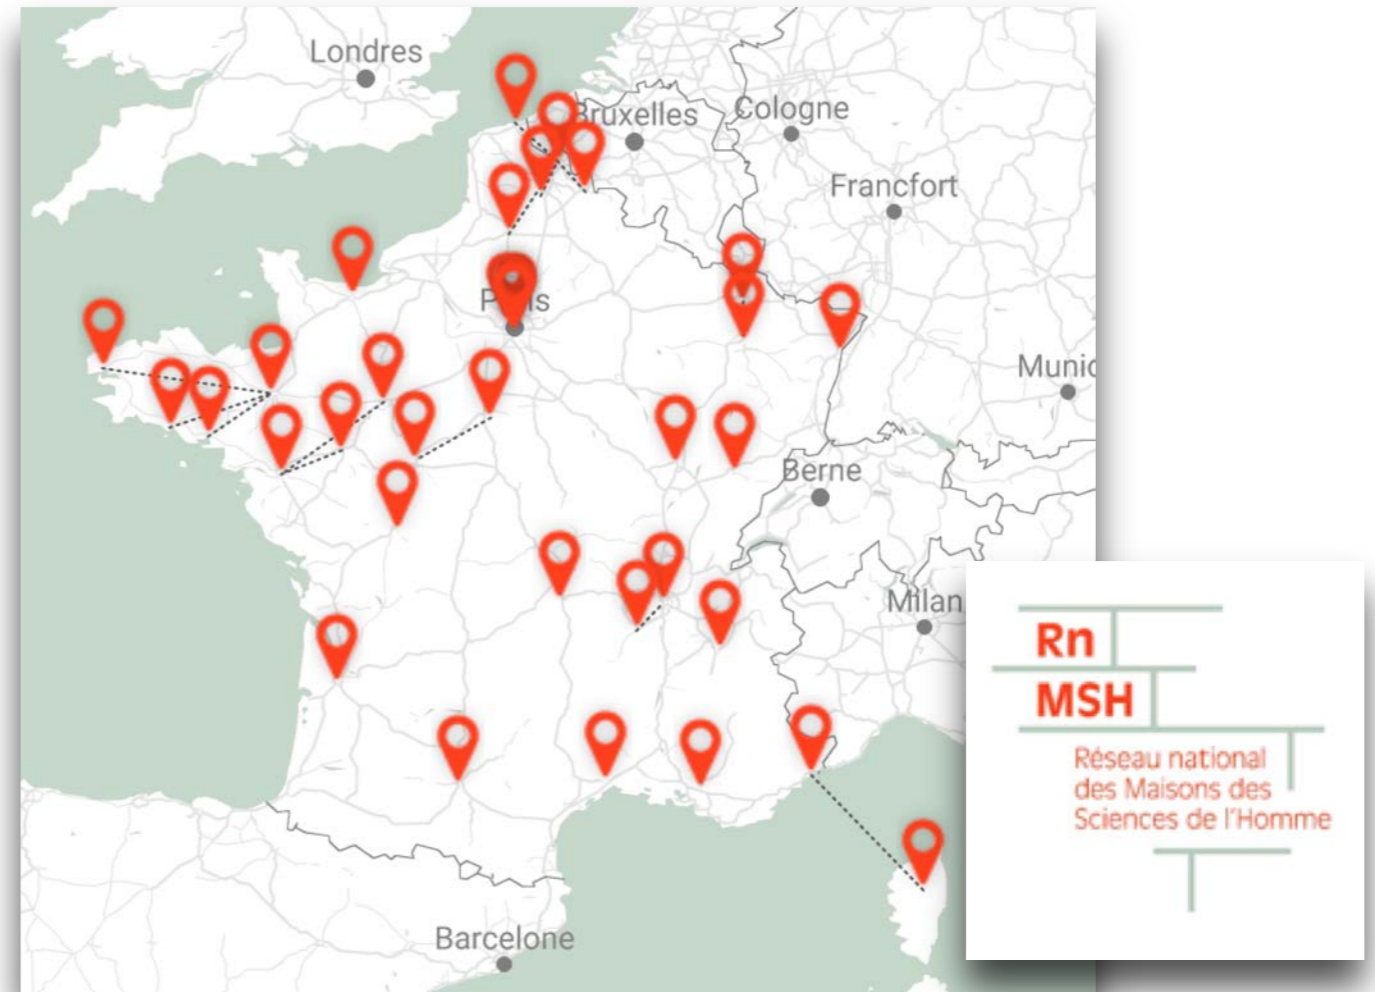 Londres
Bruxelles
Cologne
Francfort
Paris
Munic
Berne
Milan
Rn
MSH
Réseau national
des Maisons des
Sciences de l'Homme
Barcelone